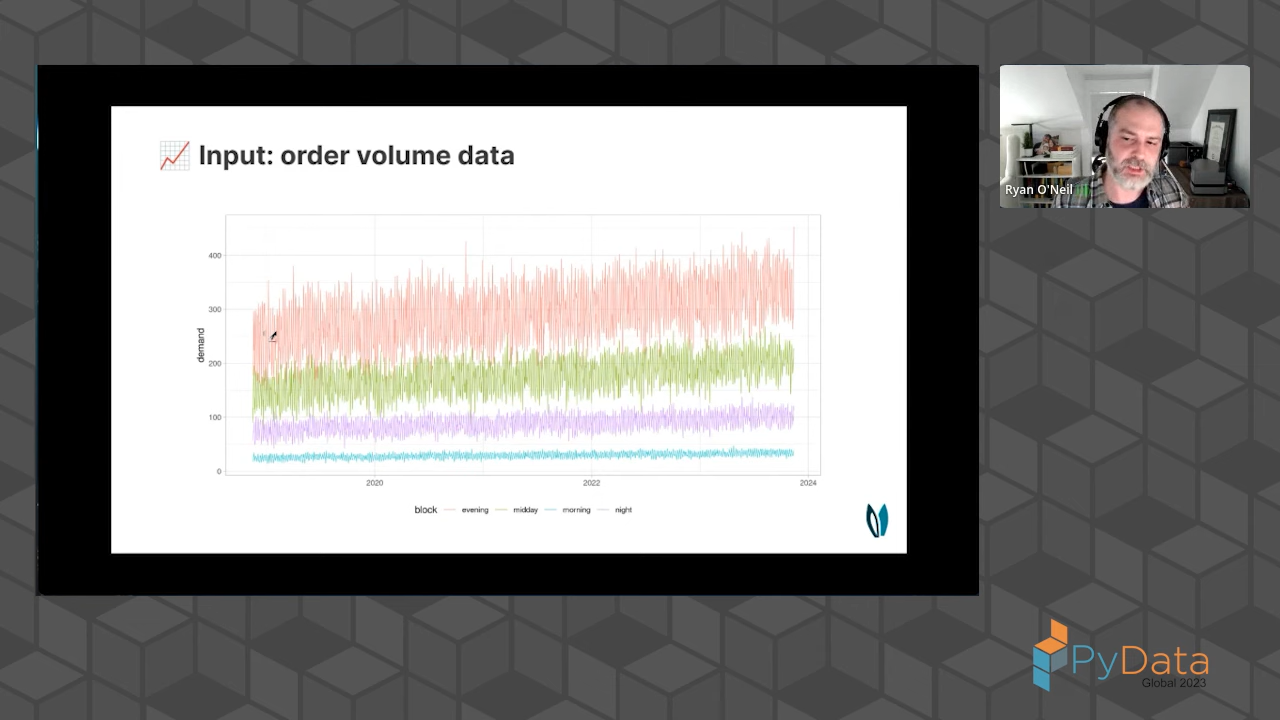 Input: order volume data
demand
400
300
200
100
0
2020
2022
2024
block
evening
midday
morning
night
Ryan O'Neil
PyData
Global 2023